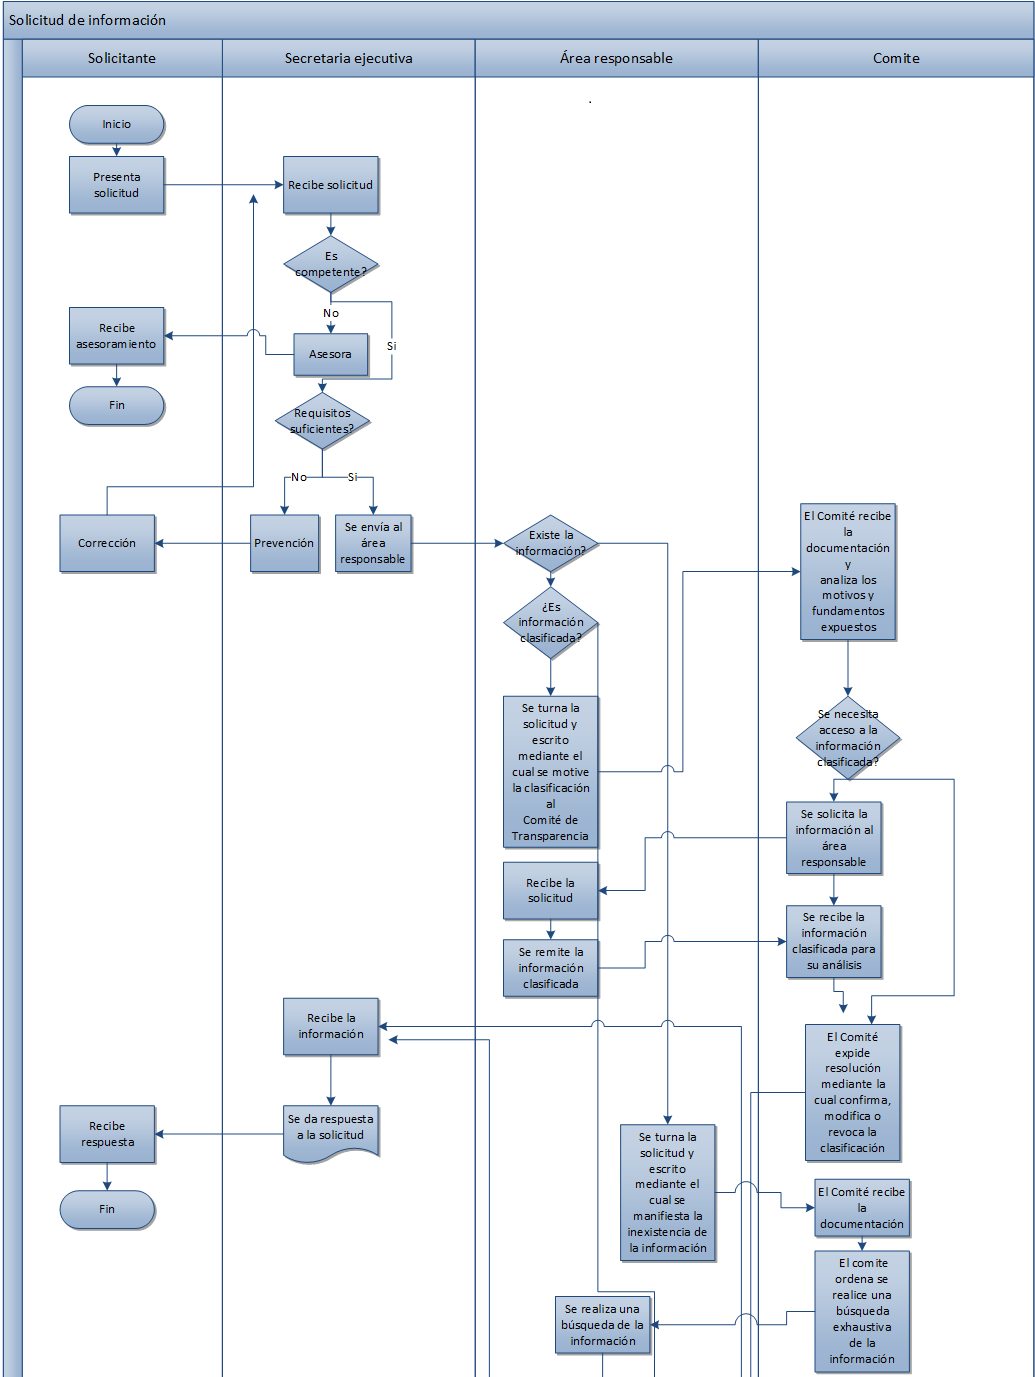 Solicitud de información
Solicitante
Secretaria ejecutiva
Área responsable
Comite
.
Inicio
Presenta
solicitud
Recibe solicitud
Es
competente?
No
Si
Recibe
asesoramiento
Asesora
Fin
Requisitos
suficientes?
No
Si
Corrección
Prevención
Se envía al
área
responsable
Existe la
información?
El Comité recibe
la
documentación
y
analiza los
motivos y
fundamentos
expuestos
¿Es
información
clasificada?
Se turna la
solicitud y
escrito
mediante el
cual se motive
la clasificación
al
Comité de
Transparencia
Se necesita
acceso a la
información
clasificada?
Se solicita la
información al
área
responsable
Recibe la
solicitud
Se recibe la
información
clasificada para
su análisis
Se remite la
información
clasificada
Recibe la
información
El Comité
expide
resolución
mediante la
cual confirma,
modifica o
revoca la
clasificación
Se da respuesta
a la solicitud
Recibe
respuesta
Fin
Se turna la
solicitud y
escrito
mediante el
cual se
manifiesta la
inexistencia de
la información
El Comité recibe
la
documentación
El comite
ordena se
realice una
búsqueda
exhaustiva
de la
información
Se realiza una
búsqueda de la
información